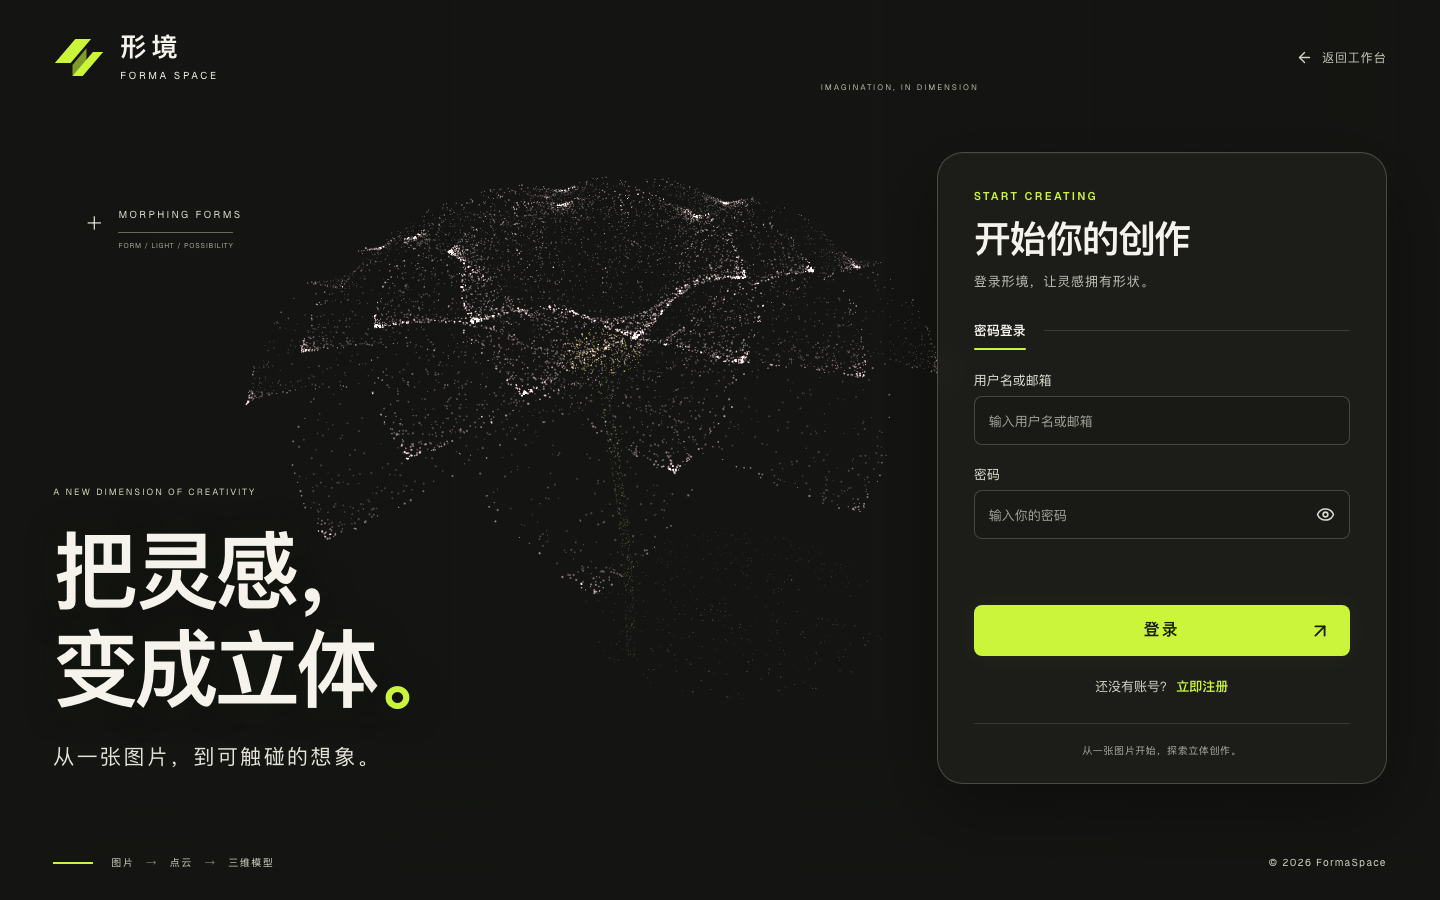 形境
FORMA SPACE
返回工作台
IMAGINATION, IN DIMENSION
MORPHING FORMS
FORM / LIGHT / POSSIBILITY
A NEW DIMENSION OF CREATIVITY
把灵感，
变成立体。
从一张图片，到可触碰的想象。
START CREATING
开始你的创作
登录形境，让灵感拥有形状。
密码登录
用户名或邮箱
输入用户名或邮箱
密码
输入你的密码
登录
还没有账号？ 立即注册
从一张图片开始，探索立体创作。
图片 → 点云 → 三维模型
© 2026 FormaSpace